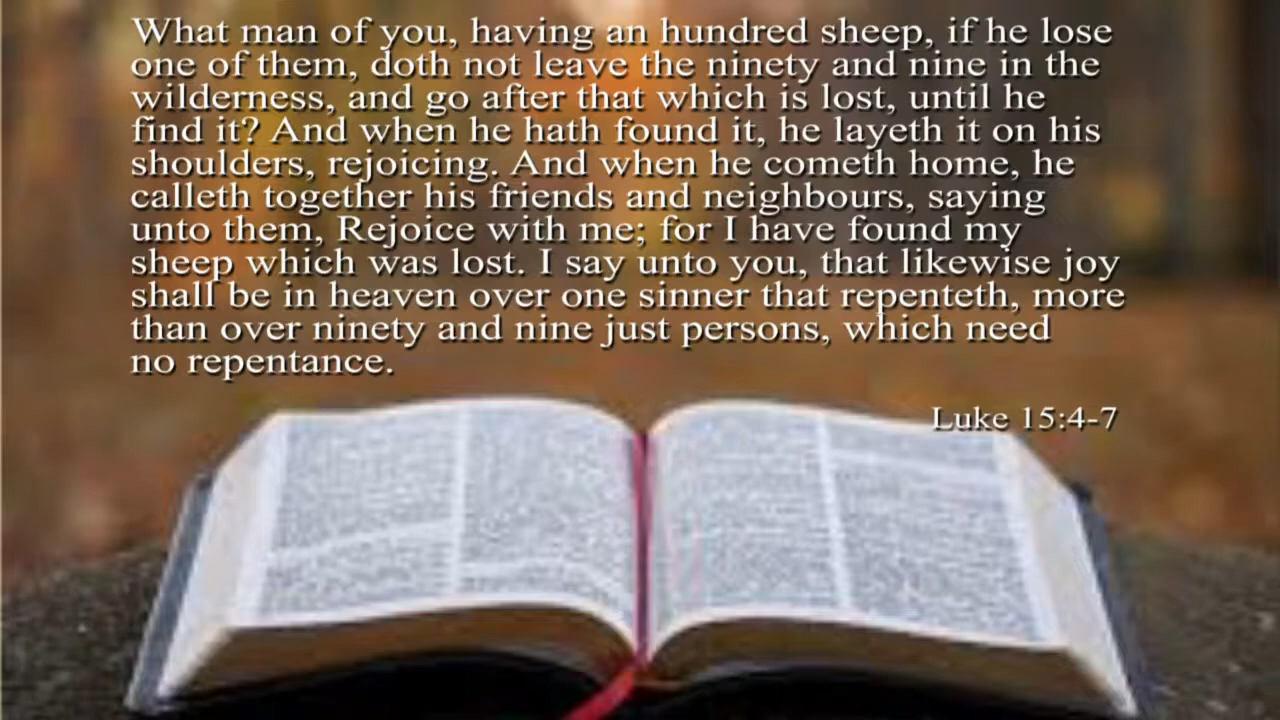 What man of you, having an hundred sheep, if he lose
one of them, doth not leave the ninety and nine in the
wilderness, and go after that which is lost, until he
find it? And when he hath found it, he layeth it on his
shoulders, rejoicing. And when he cometh home, he
calleth together his friends and neighbours, saying
unto them, Rejoice with me; for I have found my
sheep which was lost. I say unto you, that likewise joy
shall be in heaven over one sinner that repenteth, more
than over ninety and nine just persons, which need
no repentance.
Luke 15:4-7